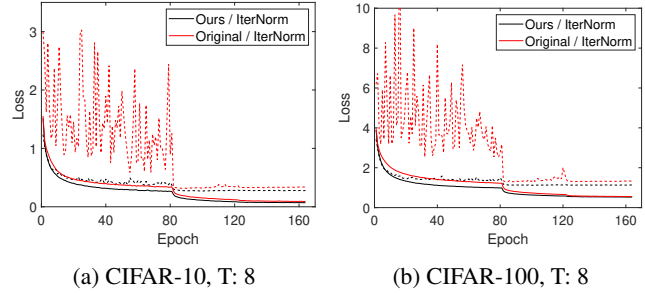 3
2
1
0
Loss
Ours / IterNorm
Original / IterNorm
0
40
80
120
160
Epoch
(a) CIFAR-10, T: 8
10
8
6
4
2
0
Loss
Ours / IterNorm
Original / IterNorm
0
40
80
120
160
Epoch
(b) CIFAR-100, T: 8